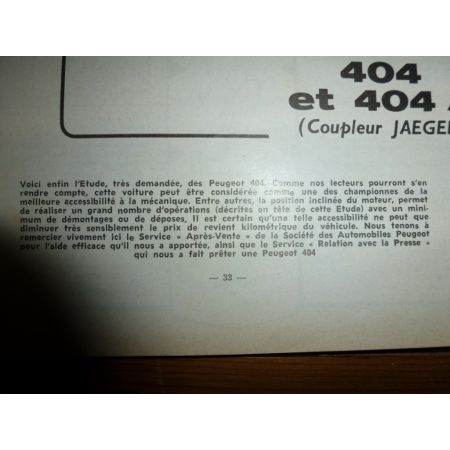 404
et 404
(Coupleur JAEGE
Voici enfin l'Etude, très demandée, des Peugeot 404. Comme nos lecteurs pourront s'en
rendre compte, cette voiture peut être considérée comme une des championnes de la
meilleure accessibilité à la mécanique. Entre autres, la position inclinée du moteur, permet
de réaliser un grand nombre d'opérations (décrites en tête de cette Etude) avec un mini-
mum de démontages ou de déposes, Il est certain qu'une telle accessibilité ne peut que
diminuer très sensiblement le prix de revient kilométrique du véhicule. Nous tenons à
remercier vivement ici le Service « Après-Vente » de la Société des Automobiles Peugeot
pour l'aide efficace qu'il nous a apportée, ainsi que le Service « Relation avec la Presse »
qui nous a fait prêter une Peugeot 404
— 33 —